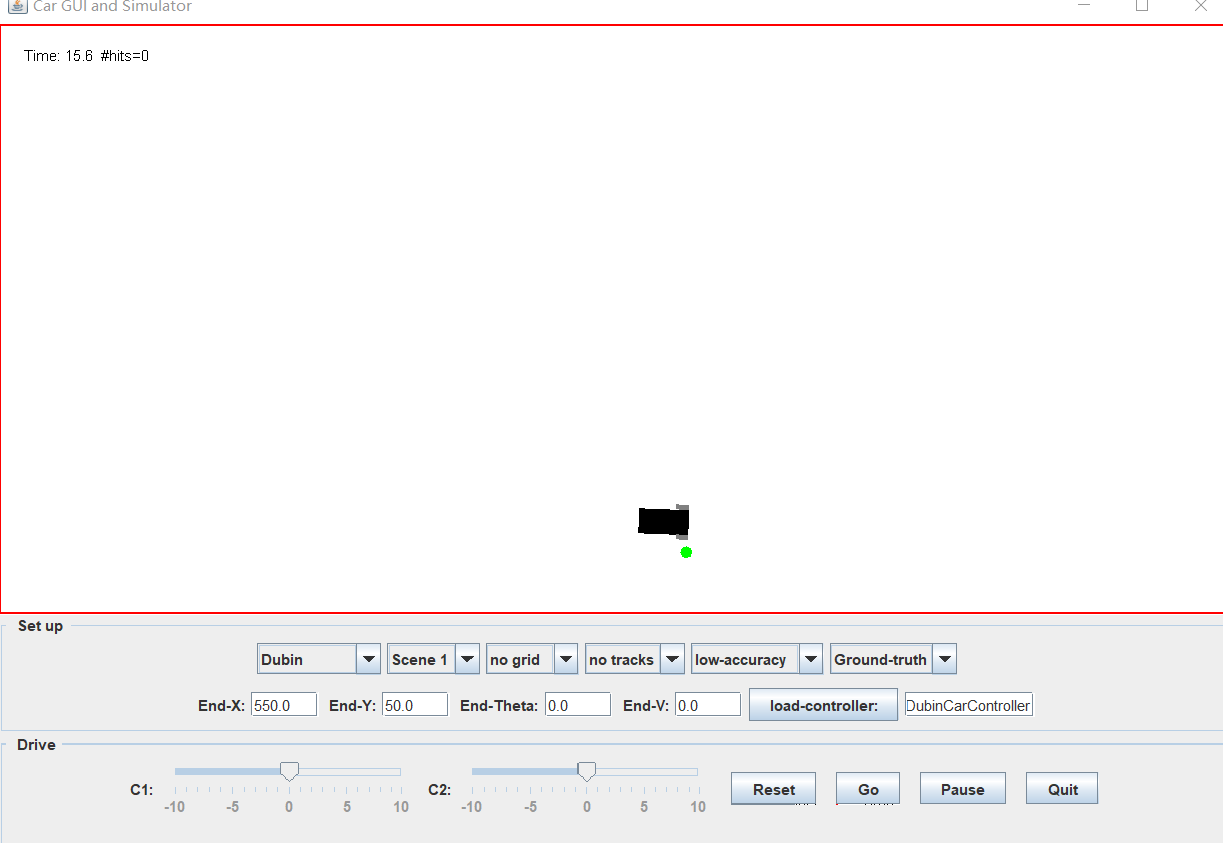 Car GUI and Simulator
Time: 15.6 #hits=0
Set up
Dubin Scene 1 no grid no tracks low-accuracy Ground-truth
End-X: 550.0 End-Y: 50.0 End-Theta: 0.0 End-V: 0.0 load-controller: DubinCarController
Drive
C1: -10 -5 0 5 10 C2: -10 -5 0 5 10 Reset Go Pause Quit